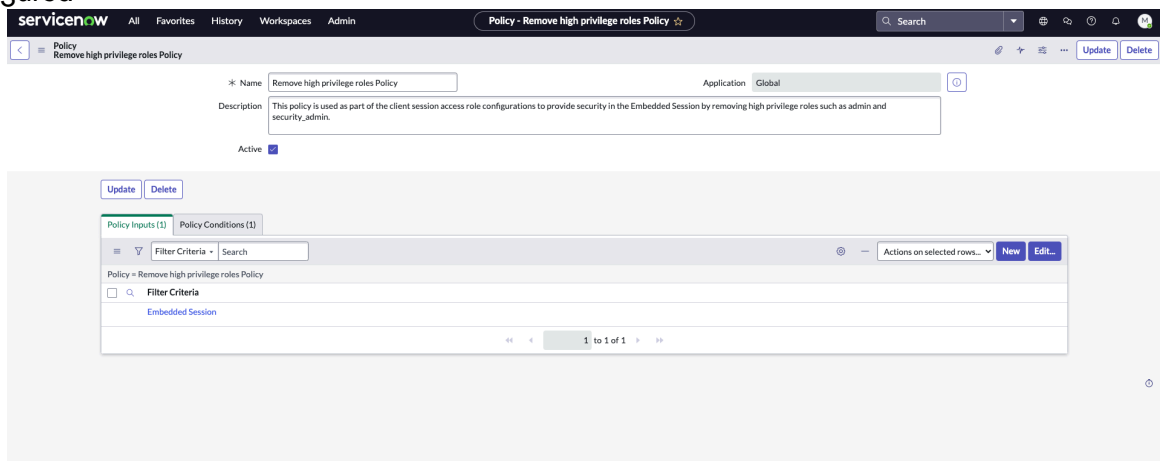 gured
servicenow All Favorites History Workspaces Admin Policy - Remove high privilege roles Policy ☆ Search M
Policy
Remove high privilege roles Policy Update Delete
* Name Remove high privilege roles Policy Application Global
Description This policy is used as part of the client session access role configurations to provide security in the Embedded Session by removing high privilege roles such as admin and
security_admin.
Active
Update Delete
Policy Inputs (1) Policy Conditions (1)
Filter Criteria Search Actions on selected rows... New Edit...
Policy = Remove high privilege roles Policy
Filter Criteria
Embedded Session
1 to 1 of 1